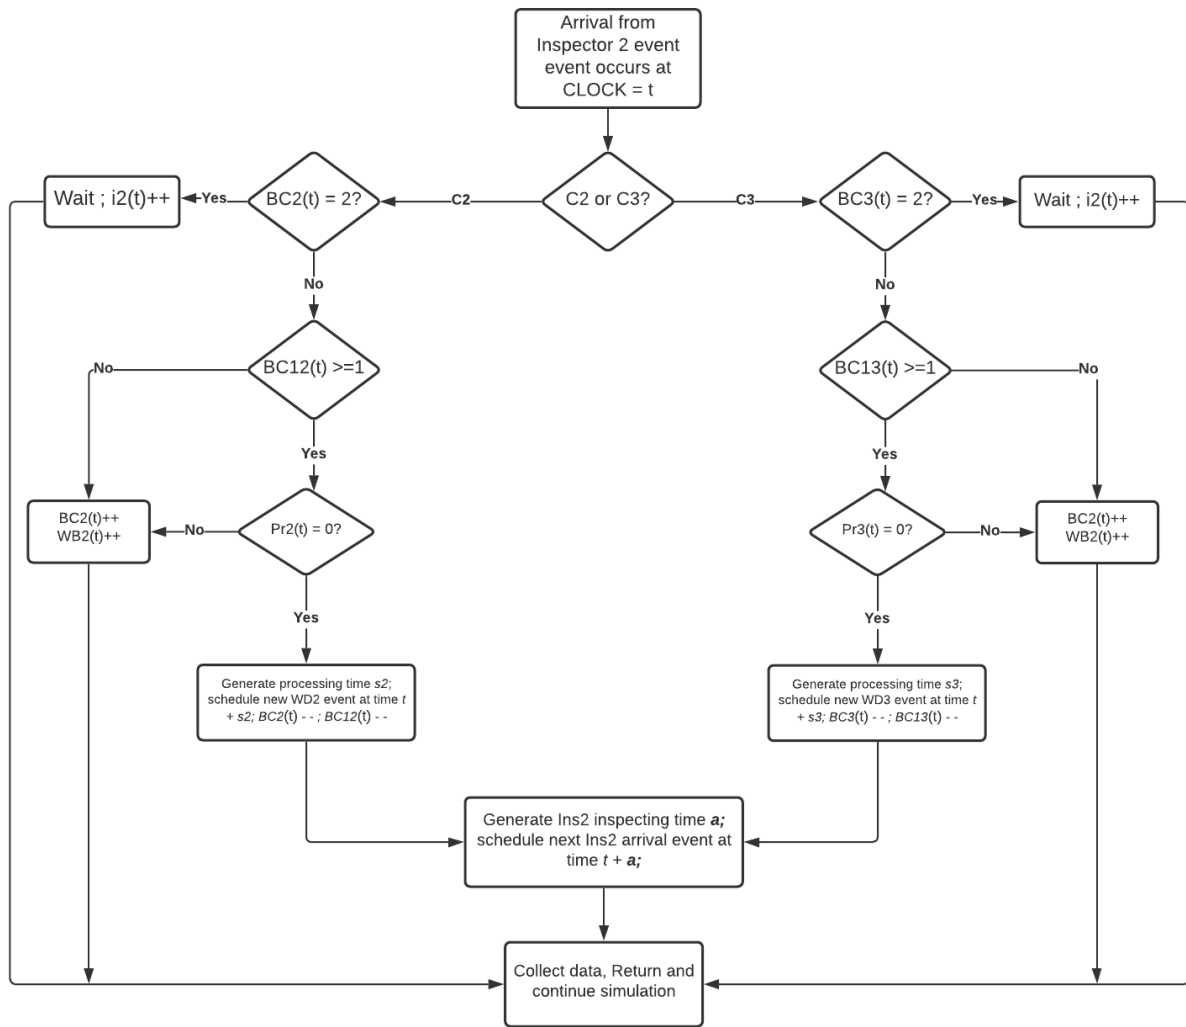 Arrival from
Inspector 2 event
event occurs at
CLOCK = t
Wait ; i2(t)++
Yes
BC2(t) = 2?
C2
C2 or C3?
C3
BC3(t) = 2?
Yes
Wait ; i2(t)++
No
No
No
BC12(t) >=1
BC13(t) >=1
No
Yes
Yes
BC2(t)++
WB2(t)++
No
Pr2(t) = 0?
Pr3(t) = 0?
No
BC2(t)++
WB2(t)++
Yes
Yes
Generate processing time s2;
schedule new WD2 event at time t
+ s2; BC2(t) - - ; BC12(t) - -
Generate processing time s3;
schedule new WD3 event at time t
+ s3; BC3(t) - - ; BC13(t) - -
Generate Ins2 inspecting time a;
schedule next Ins2 arrival event at
time t + a;
Collect data, Return and
continue simulation